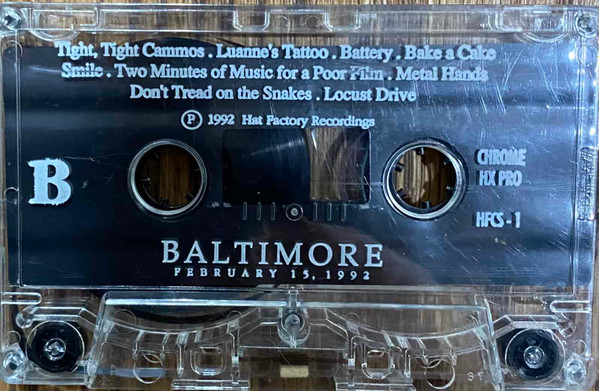 Tight, Tight Cammos . Luanne's Tattoo . Battery . Bake a Cake
Smile . Two Minutes of Music for a Poor Film . Metal Hands
Don't Tread on the Snakes . Locust Drive
Ⓟ 1992 Hat Factory Recordings
B
CHROME
HX PRO
HFCS - 1
BALTIMORE
FEBRUARY 15, 1992